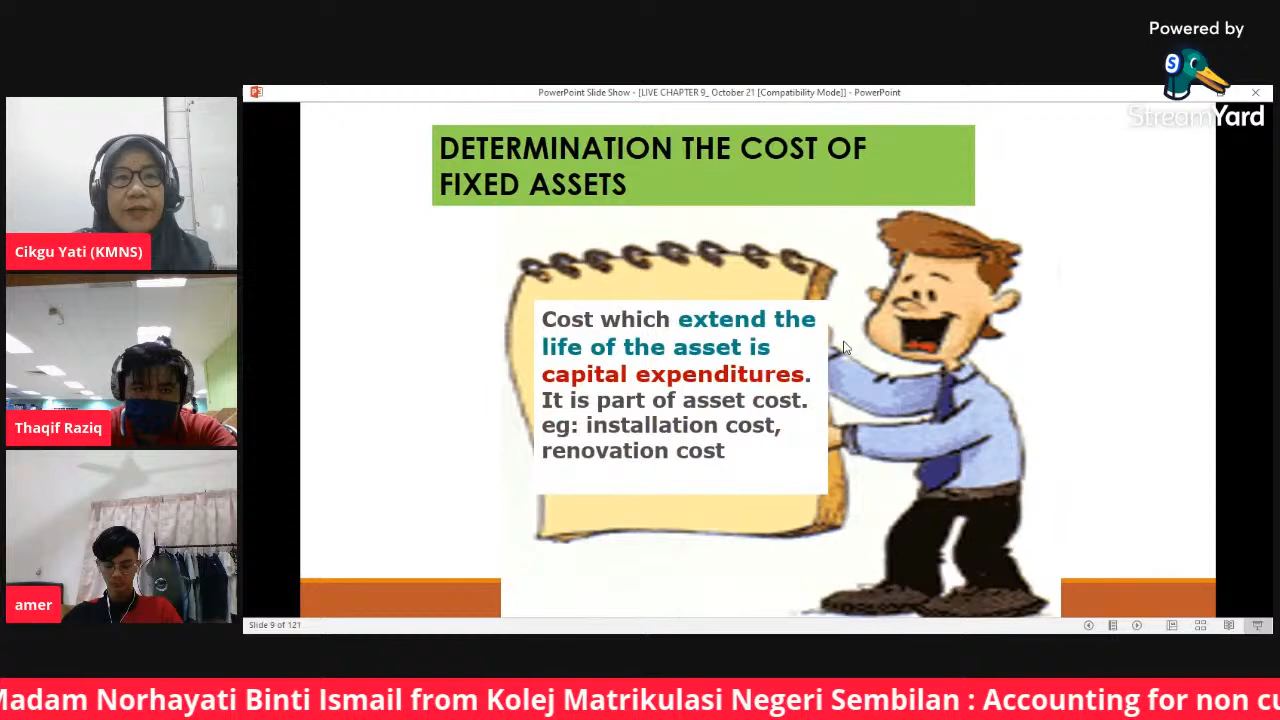 Powered by
StreamYard
PowerPoint Slide Show - [LIVE CHAPTER 9_ October 21 [Compatibility Mode]] - PowerPoint
DETERMINATION THE COST OF
FIXED ASSETS
Cost which extend the
life of the asset is
capital expenditures.
It is part of asset cost.
eg: installation cost,
renovation cost
Cikgu Yati (KMNS)
Thaqif Raziq
amer
Slide 9 of 121
Madam Norhayati Binti Ismail from Kolej Matrikulasi Negeri Sembilan : Accounting for non cu